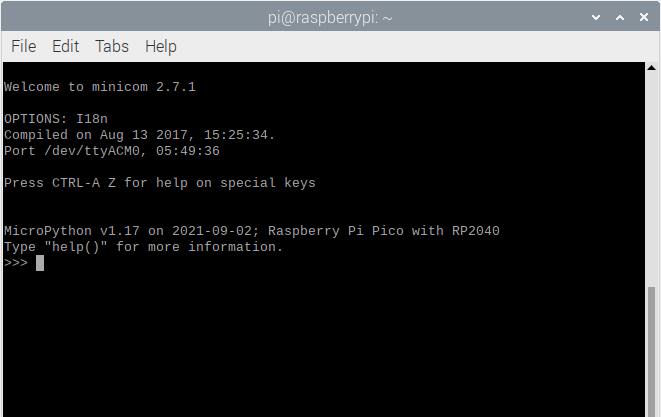 pi@raspberrypi: ~
File Edit Tabs Help
Welcome to minicom 2.7.1
OPTIONS: I18n
Compiled on Aug 13 2017, 15:25:34.
Port /dev/ttyACM0, 05:49:36
Press CTRL-A Z for help on special keys
MicroPython v1.17 on 2021-09-02; Raspberry Pi Pico with RP2040
Type "help()" for more information.
>>>